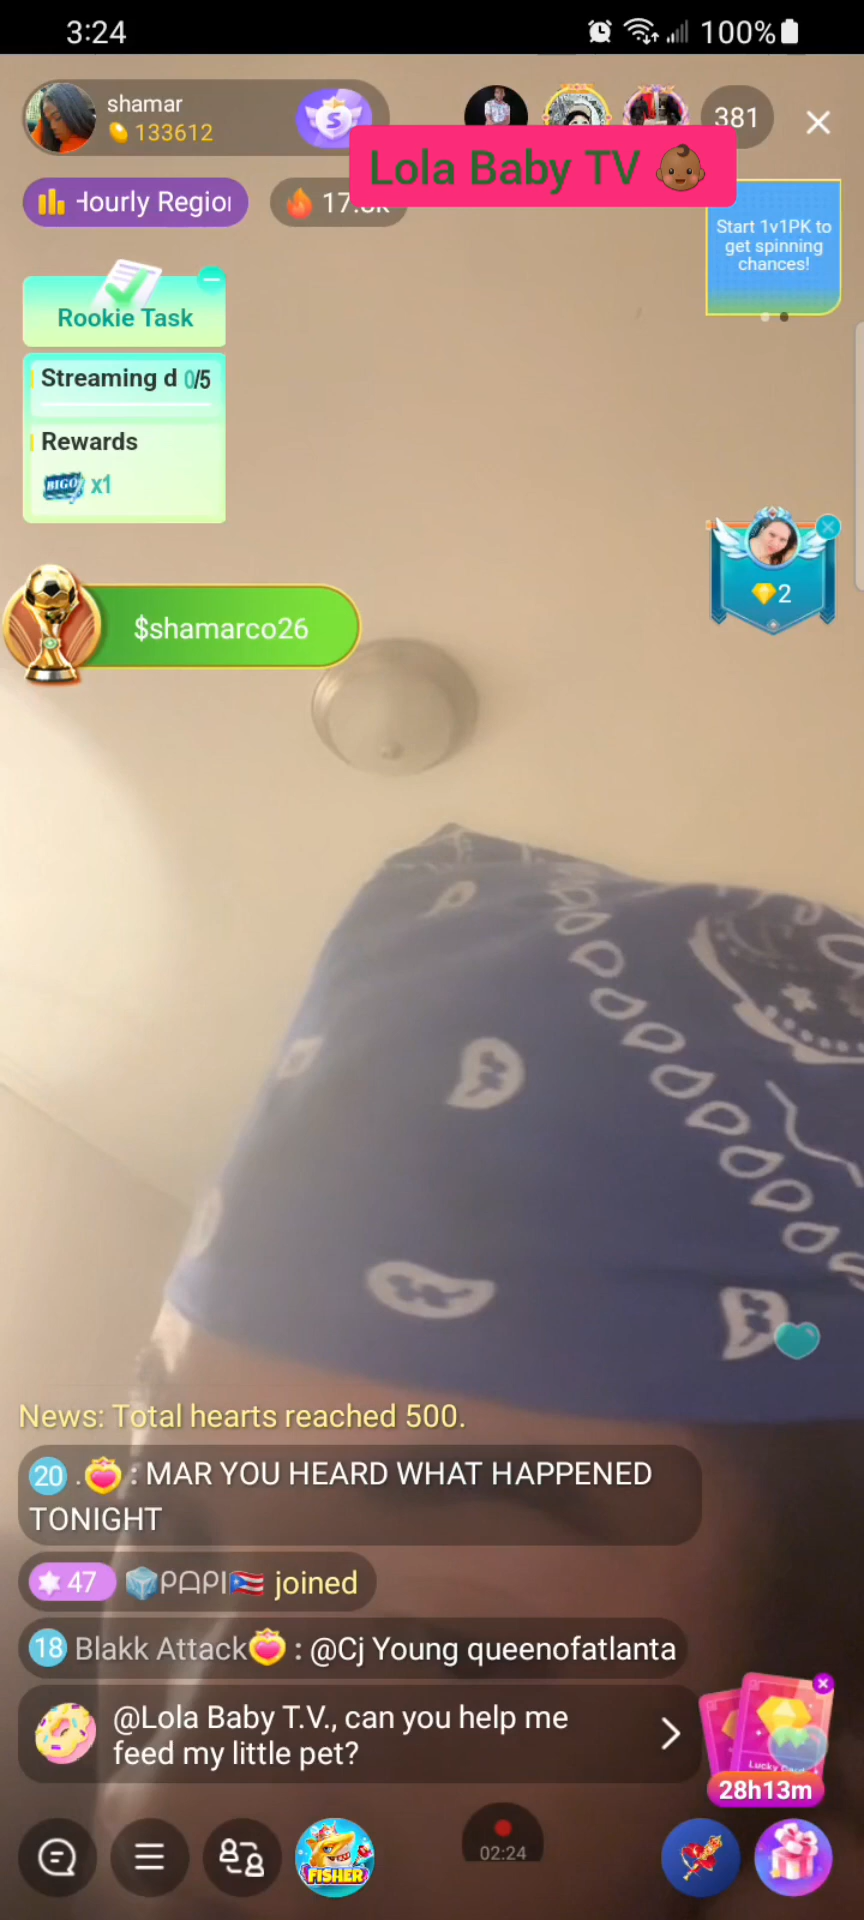 3:24
100%
shamar
133612
S
381
Lola Baby TV
Hourly Region
Start 1v1PK to
get spinning
chances!
Rookie Task
Streaming d 0/5
Rewards
BIGO x1
2
$shamarco26
News: Total hearts reached 500.
20 . : MAR YOU HEARD WHAT HAPPENED
TONIGHT
47 PAPI joined
18 Blakk Attack : @Cj Young queenofatlanta
@Lola Baby T.V., can you help me
feed my little pet?
Lucky
28h13m
FISHER
02:24